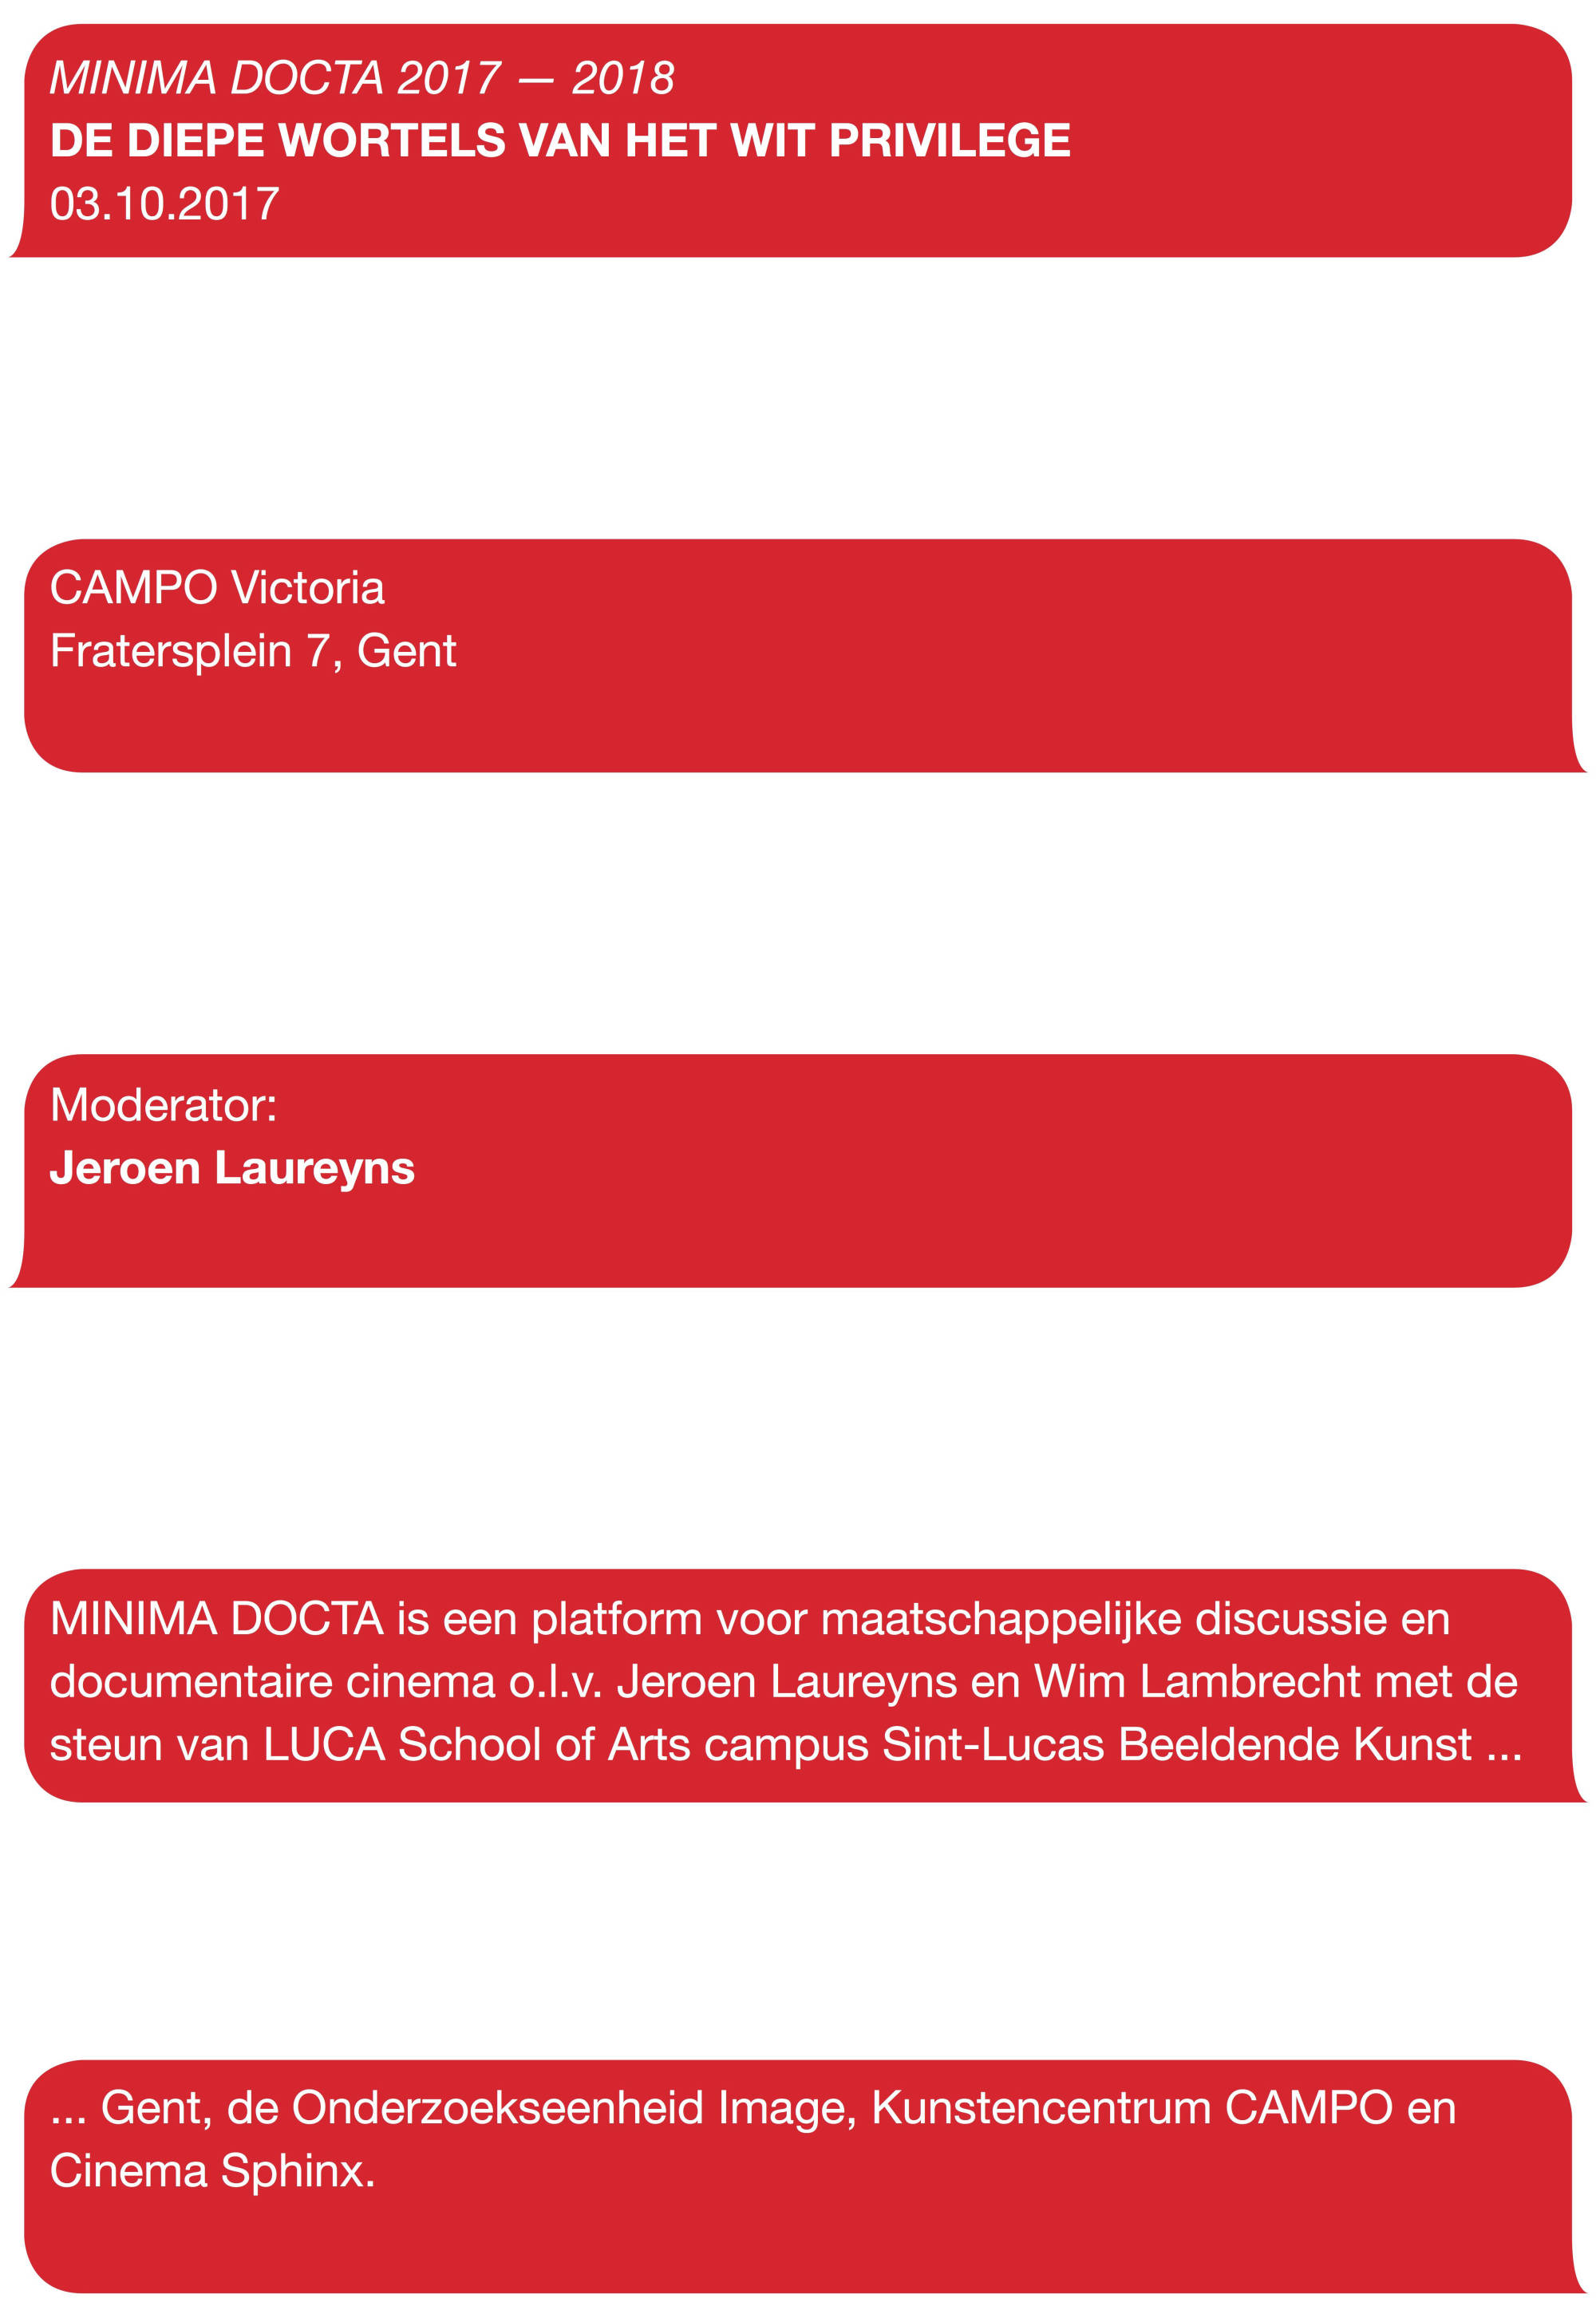 MINIMA DOCTA 2017 — 2018
DE DIEPE WORTELS VAN HET WIT PRIVILEGE
03.10.2017
CAMPO Victoria
Fratersplein 7, Gent
Moderator:
Jeroen Laureyns
MINIMA DOCTA is een platform voor maatschappelijke discussie en
documentaire cinema o.l.v. Jeroen Laureyns en Wim Lambrecht met de
steun van LUCA School of Arts campus Sint-Lucas Beeldende Kunst ...
... Gent, de Onderzoekseenheid Image, Kunstencentrum CAMPO en
Cinema Sphinx.